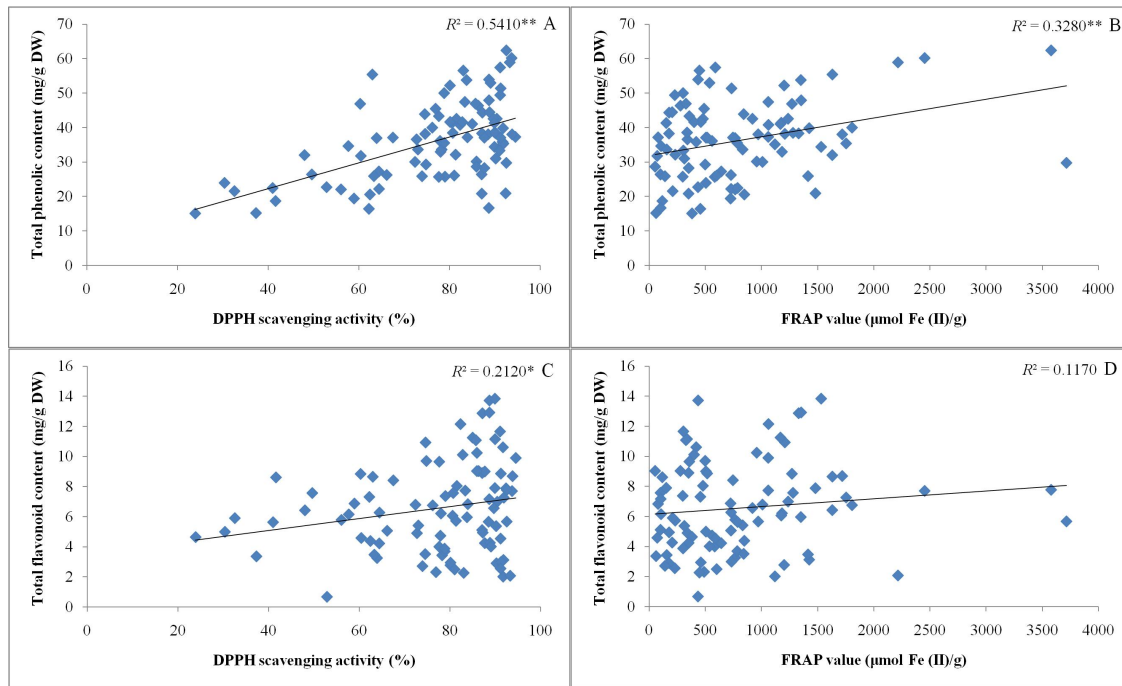 R² = 0.5410** A
Total phenolic content (mg/g DW)
70
60
50
40
30
20
10
0
0 20 40 60 80 100
DPPH scavenging activity (%)
R² = 0.3280** B
Total phenolic content (mg/g DW)
70
60
50
40
30
20
10
0
0 500 1000 1500 2000 2500 3000 3500 4000
FRAP value (µmol Fe (II)/g)
R² = 0.2120* C
Total flavonoid content (mg/g DW)
16
14
12
10
8
6
4
2
0
0 20 40 60 80 100
DPPH scavenging activity (%)
R² = 0.1170 D
Total flavonoid content (mg/g DW)
16
14
12
10
8
6
4
2
0
0 500 1000 1500 2000 2500 3000 3500 4000
FRAP value (µmol Fe (II)/g)